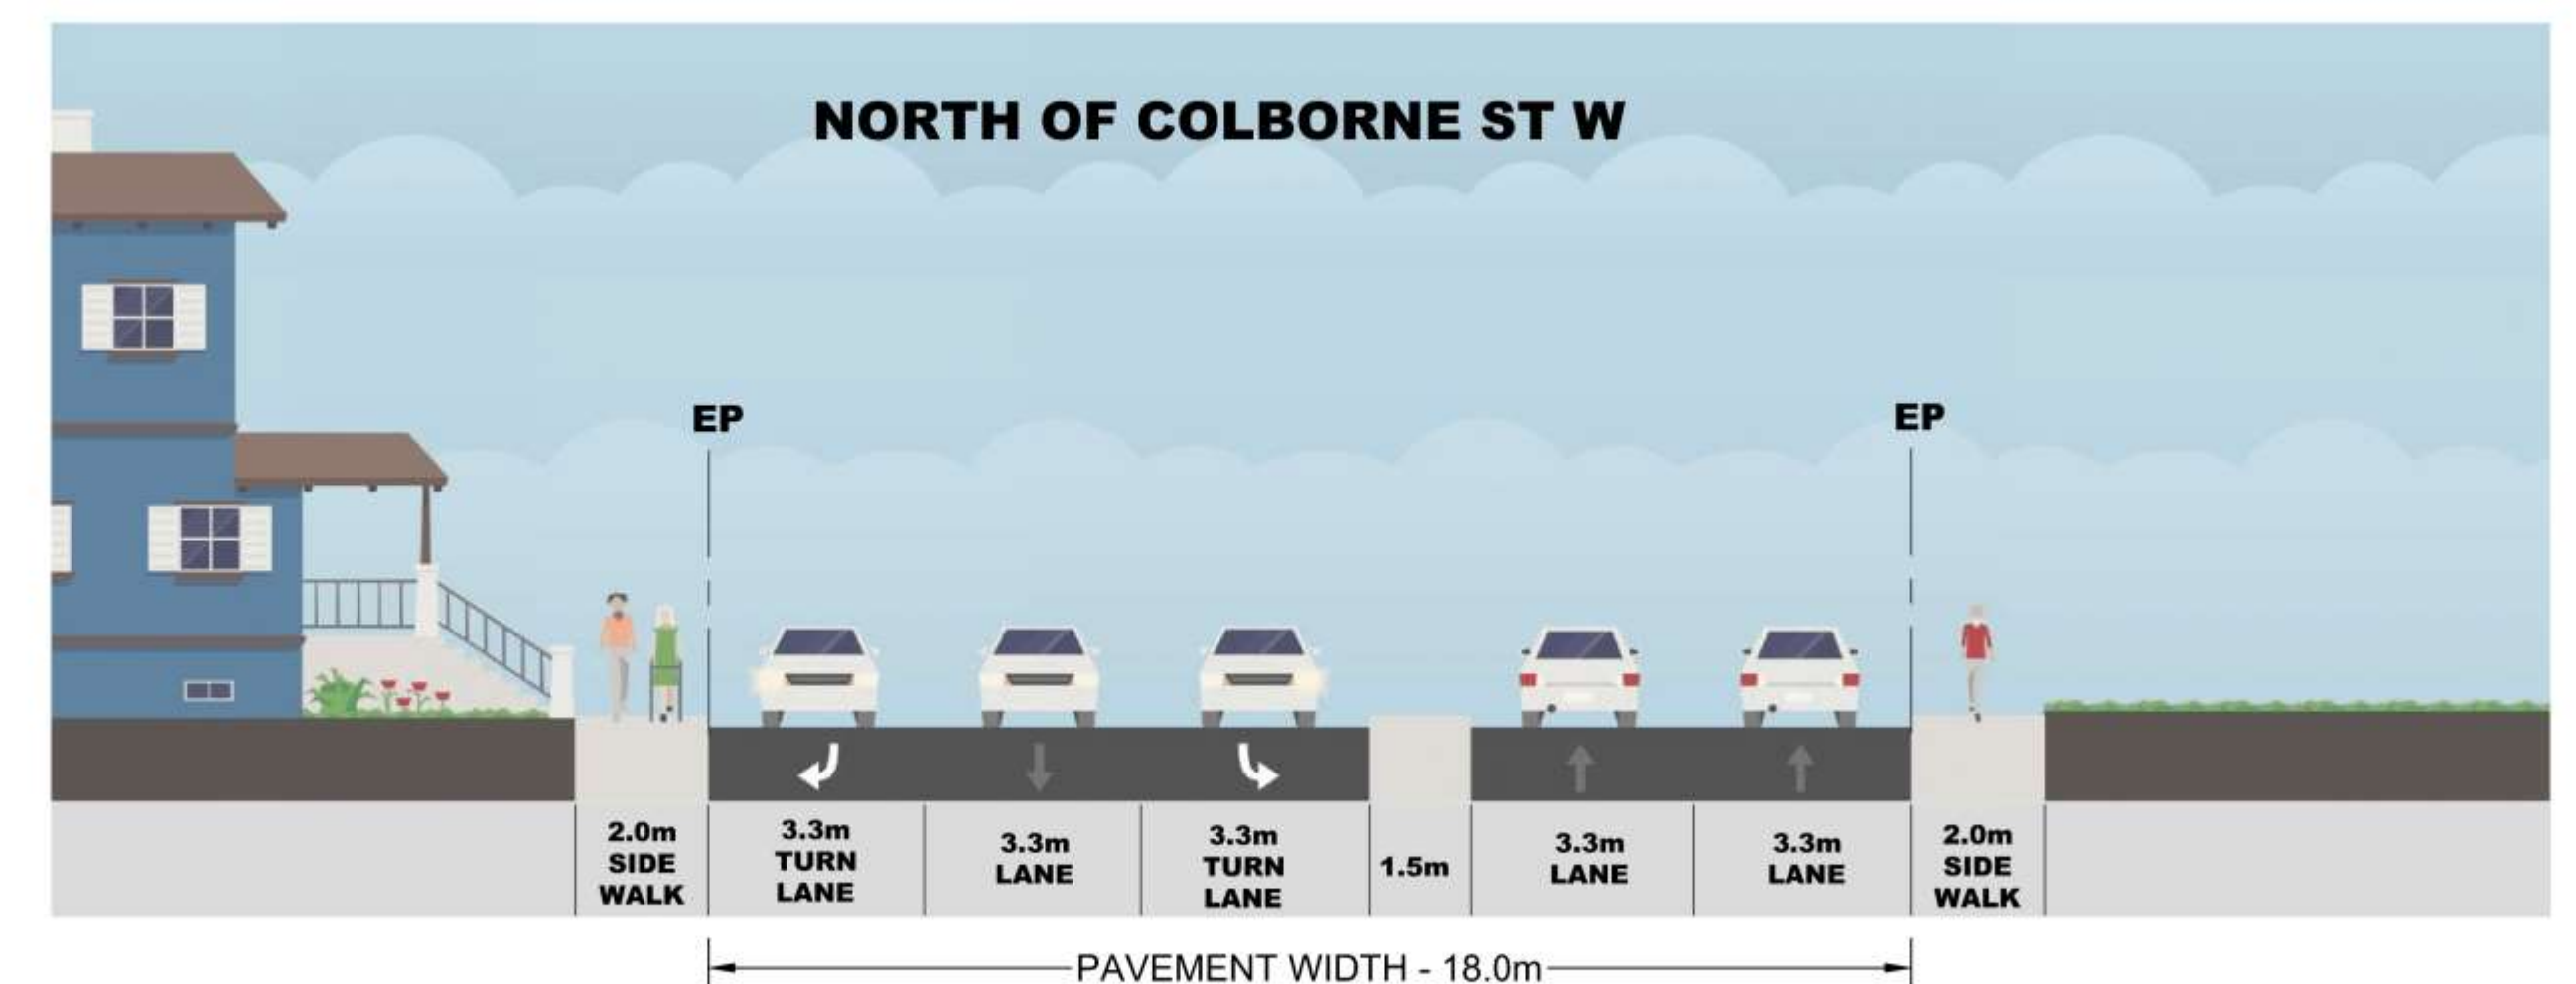 NORTH OF COLBORNE ST W
EP
EP
2.0m
SIDE
WALK
3.3m
TURN
LANE
3.3m
LANE
3.3m
TURN
LANE
1.5m
3.3m
LANE
3.3m
LANE
2.0m
SIDE
WALK
PAVEMENT WIDTH - 18.0m